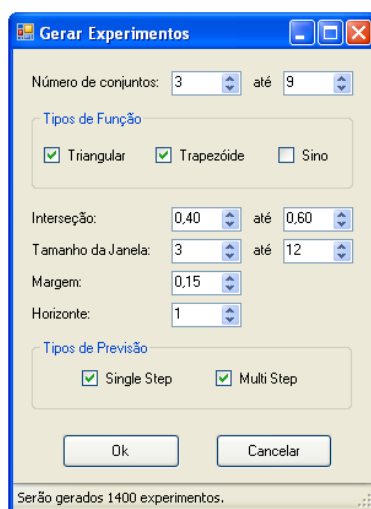 Gerar Experimentos
Número de conjuntos: 3 até 9
Tipos de Função
Triangular Trapezóide Sino
Interseção: 0,40 até 0,60
Tamanho da Janela: 3 até 12
Margem: 0,15
Horizonte: 1
Tipos de Previsão
Single Step Multi Step
Ok Cancelar
Serão gerados 1400 experimentos.